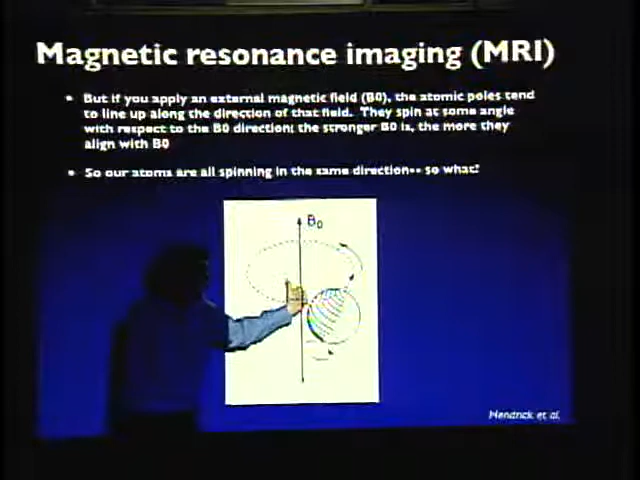 Magnetic resonance imaging (MRI)
• But if you apply an external magnetic field (B0), the atomic poles tend
to line up along the direction of that field. They spin at some angle
with respect to the B0 direction; the stronger B0 is, the more they
align with B0
• So our atoms are all spinning in the same direction-- so what?
B0
Hendrick et al.